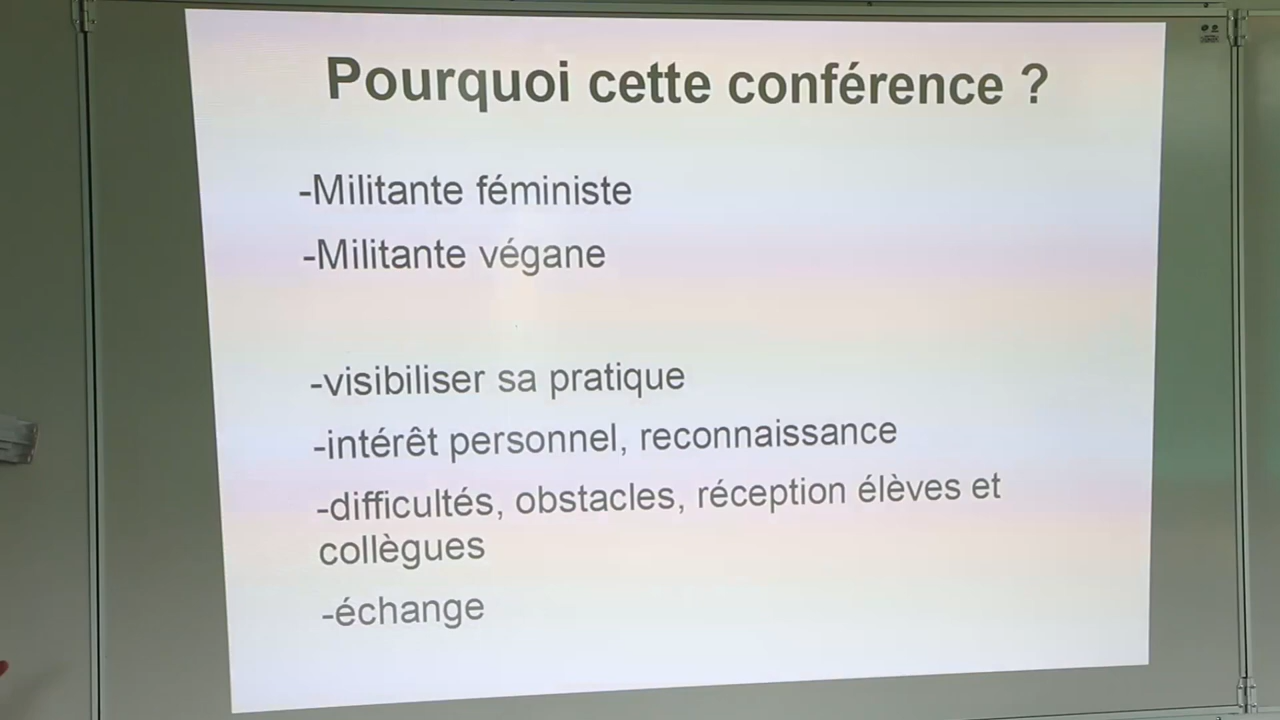 Pourquoi cette conférence ?
-Militante féministe
-Militante végane
-visibiliser sa pratique
-intérêt personnel, reconnaissance
-difficultés, obstacles, réception élèves et
collègues
-échange